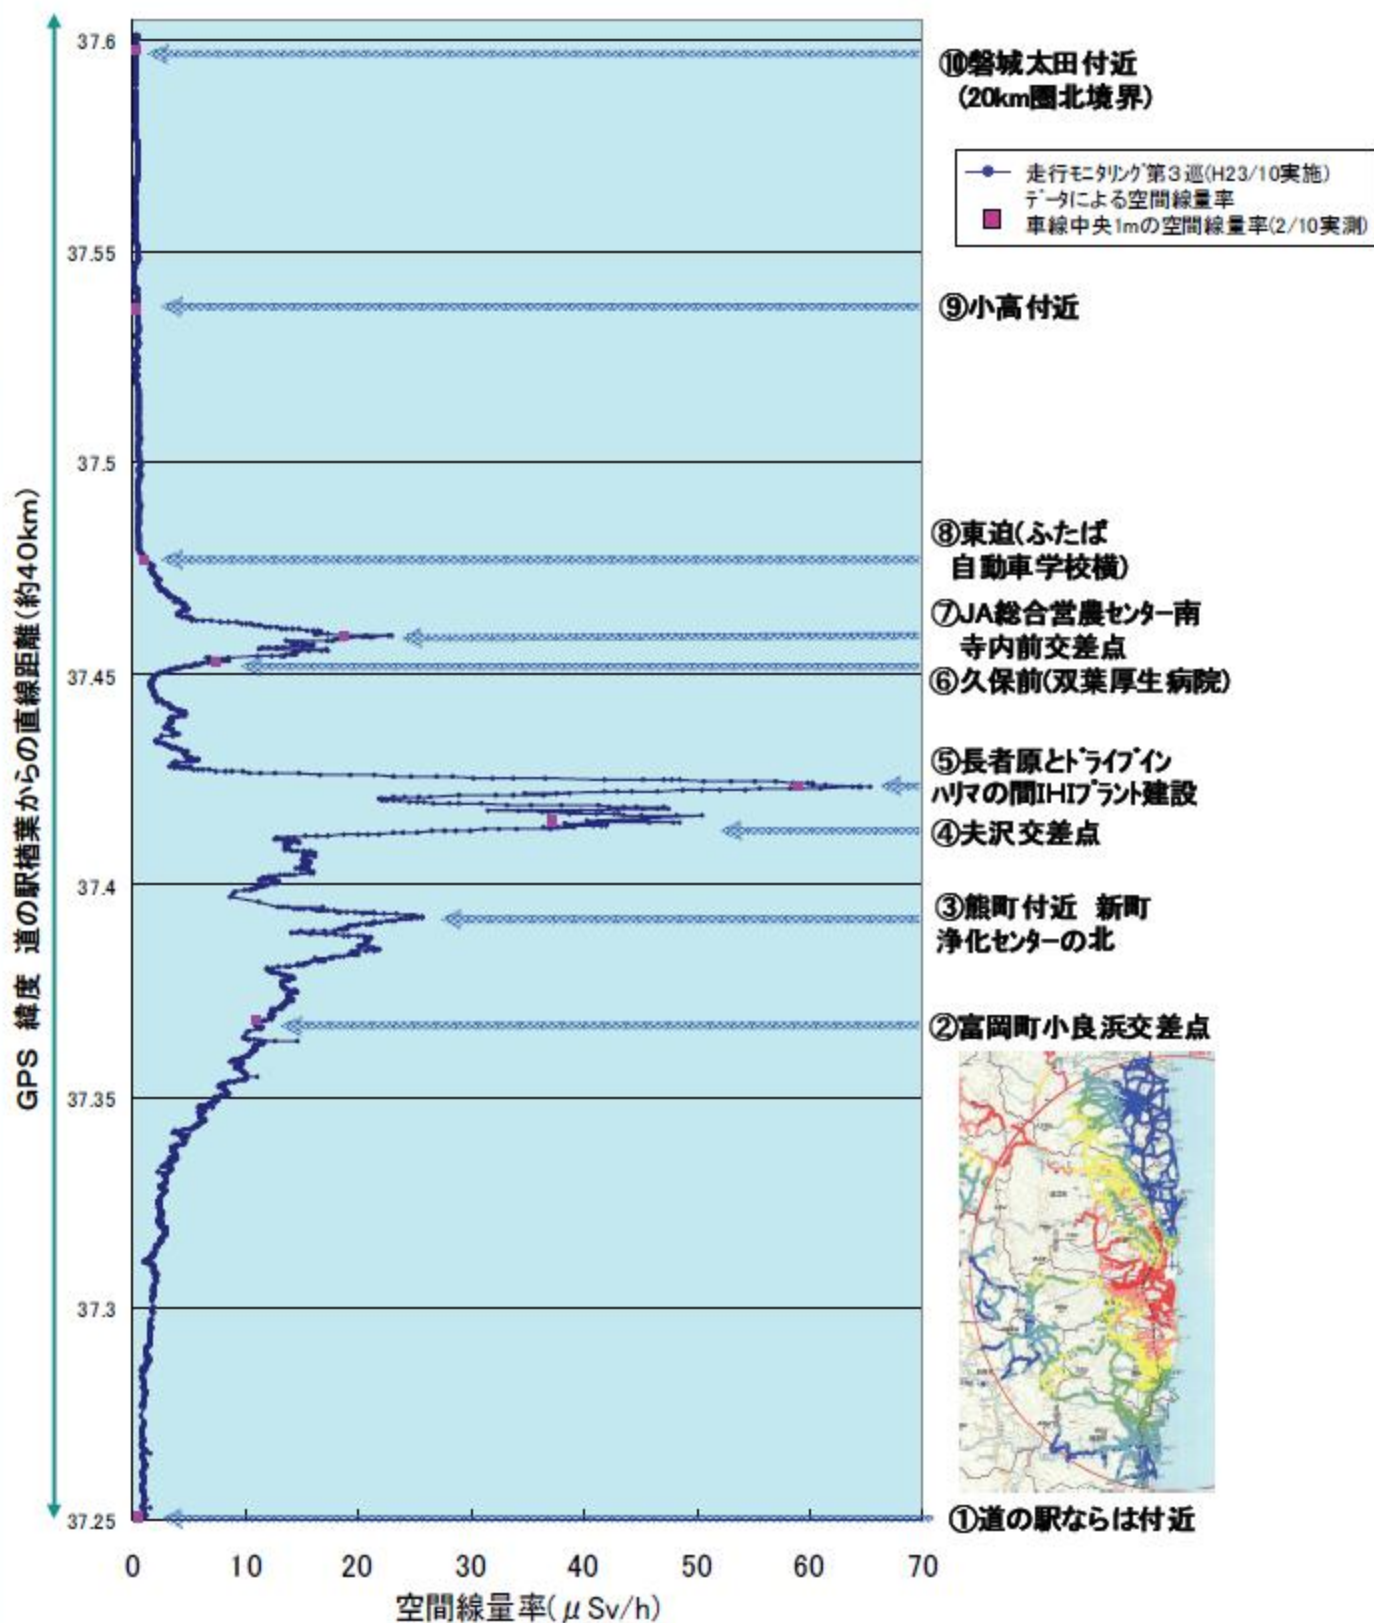 GPS 緯度 道の駅楢葉からの直線距離(約40km)
37.6
37.55
37.5
37.45
37.4
37.35
37.3
37.25
0 10 20 30 40 50 60 70
空間線量率(μSv/h)
⑩磐城太田付近
(20km圏北境界)
走行モニタリング第3巡(H23/10実施)
データによる空間線量率
車線中央1mの空間線量率(2/10実測)
⑨小高付近
⑧東迫(ふたば
自動車学校横)
⑦JA総合営農センター南
寺内前交差点
⑥久保前(双葉厚生病院)
⑤長者原とドライブイン
ハリマの間IHIプラント建設
④夫沢交差点
③熊町付近 新町
浄化センターの北
②富岡町小良浜交差点
①道の駅ならは付近